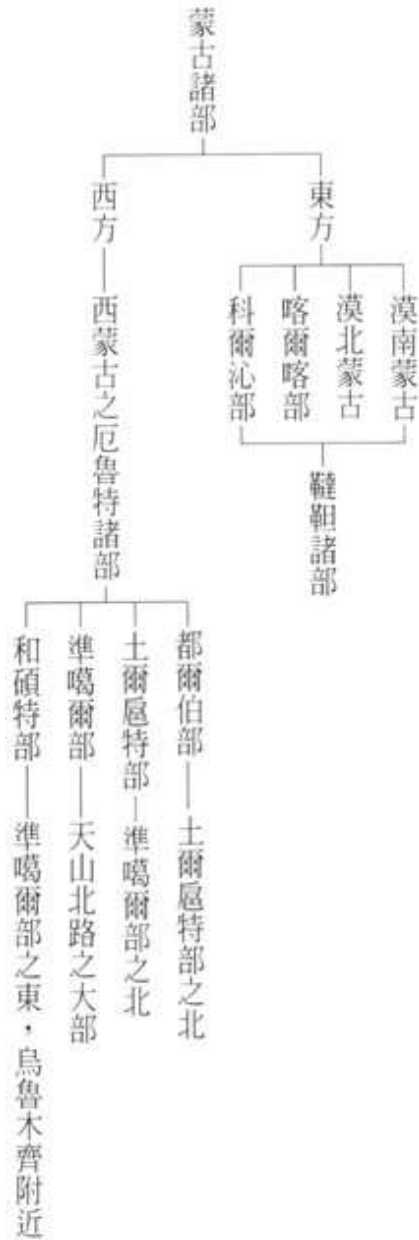 蒙古諸部
東方
漠南蒙古
漠北蒙古
喀爾喀部
科爾沁部
韃靼諸部
西方
西蒙古之厄魯特諸部
都爾伯部
土爾扈特部之北
土爾扈特部
準噶爾部之北
準噶爾部
天山北路之大部
和碩特部
準噶爾部之東，烏魯木齊附近